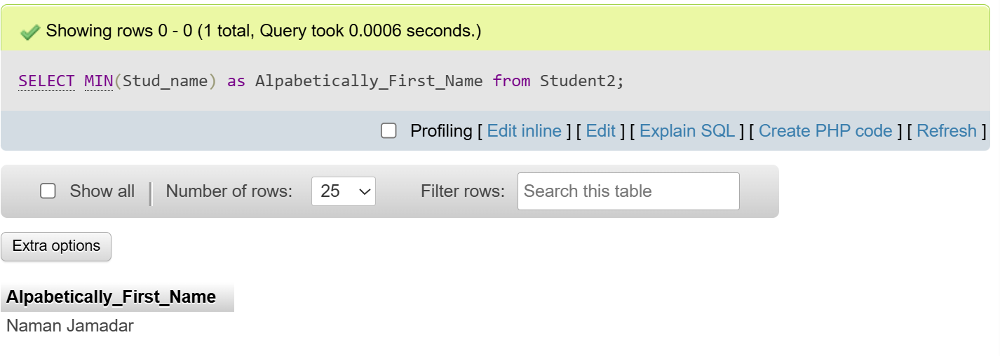 Showing rows 0 - 0 (1 total, Query took 0.0006 seconds.)
SELECT MIN(Stud_name) as Alpabetically_First_Name from Student2;
Profiling [ Edit inline ] [ Edit ] [ Explain SQL ] [ Create PHP code ] [ Refresh ]
Show all Number of rows: 25 Filter rows: Search this table
Extra options
Alpabetically_First_Name
Naman Jamadar